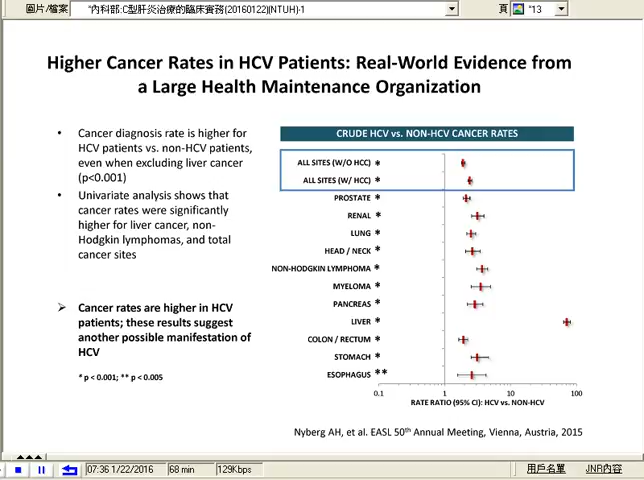 圖片/檔案
"內科部:C型肝炎治療的臨床實務(20160122)(NTUH)-1
頁
"13
Higher Cancer Rates in HCV Patients: Real-World Evidence from
a Large Health Maintenance Organization
• Cancer diagnosis rate is higher for
HCV patients vs. non-HCV patients,
even when excluding liver cancer
(p<0.001)
• Univariate analysis shows that
cancer rates were significantly
higher for liver cancer, non-
Hodgkin lymphomas, and total
cancer sites
➢ Cancer rates are higher in HCV
patients; these results suggest
another possible manifestation of
HCV
* p < 0.001; ** p < 0.005
CRUDE HCV vs. NON-HCV CANCER RATES
ALL SITES (W/O HCC) *
ALL SITES (W/ HCC) *
PROSTATE *
RENAL *
LUNG *
HEAD / NECK *
NON-HODGKIN LYMPHOMA *
MYELOMA *
PANCREAS *
LIVER *
COLON / RECTUM *
STOMACH *
ESOPHAGUS **
0.1 1 10 100
RATE RATIO (95% CI): HCV vs. NON-HCV
Nyberg AH, et al. EASL 50th Annual Meeting, Vienna, Austria, 2015
07:36 1/22/2016
68 min
129Kbps
用戶名單
JNR內容